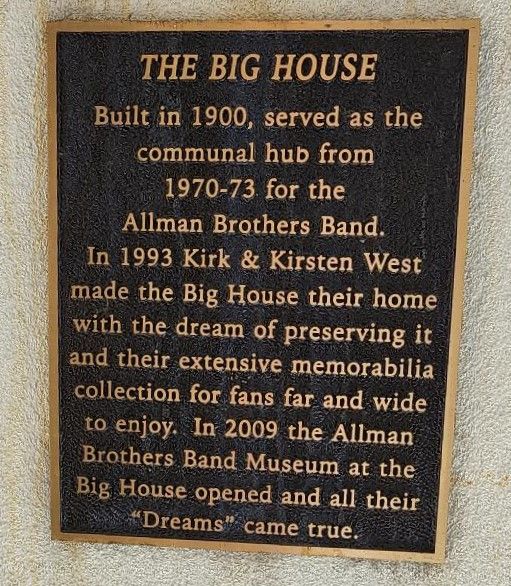 THE BIG HOUSE
Built in 1900, served as the
communal hub from
1970-73 for the
Allman Brothers Band.
In 1993 Kirk & Kirsten West
made the Big House their home
with the dream of preserving it
and their extensive memorabilia
collection for fans far and wide
to enjoy. In 2009 the Allman
Brothers Band Museum at the
Big House opened and all their
“Dreams” came true.